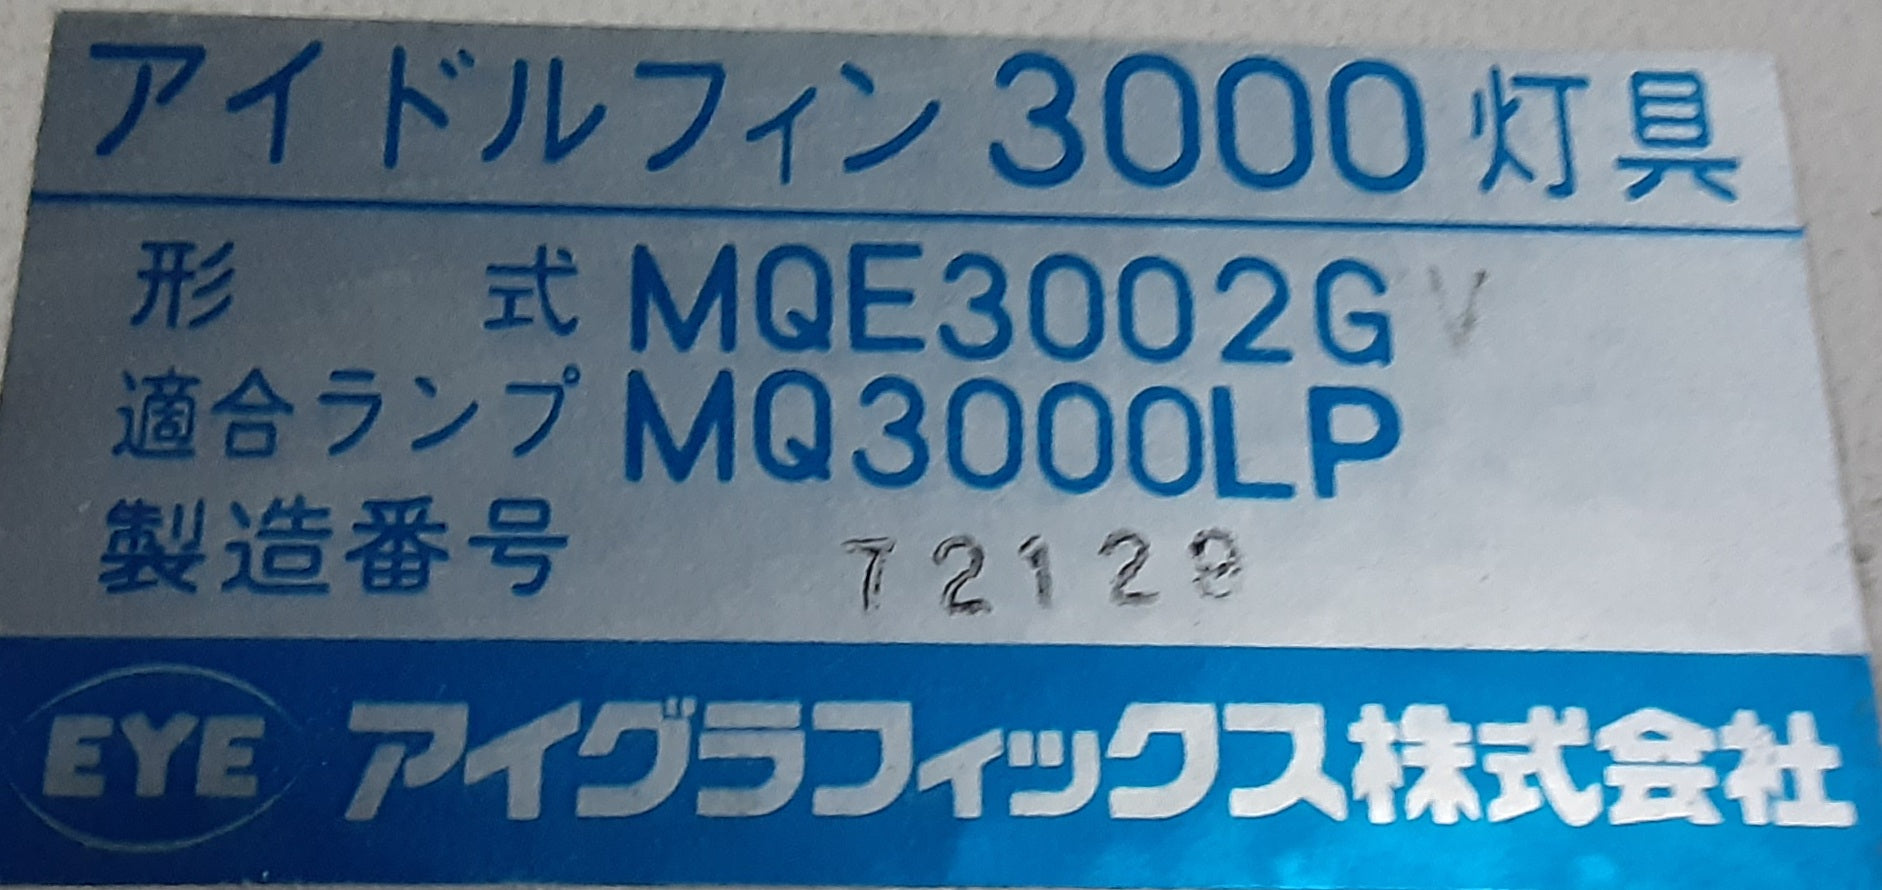 アイドルフィン 3000 灯具
形 式 MQE3002G V
適合ランプ MQ3000LP
製造番号 72128
EYE アイグラフィックス株式会社